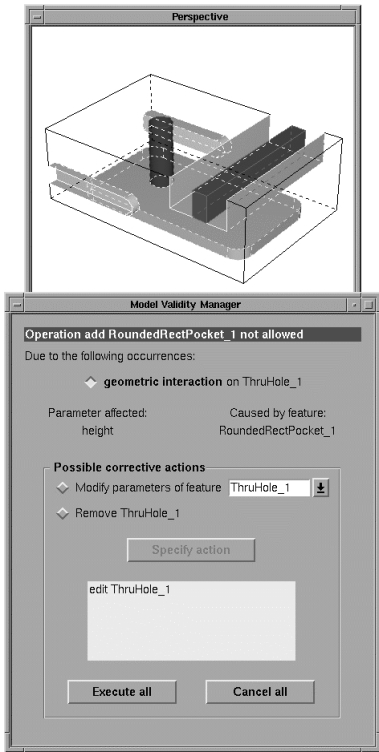 Perspective
Model Validity Manager
Operation add RoundedRectPocket_1 not allowed
Due to the following occurrences:
geometric interaction on ThruHole_1
Parameter affected: Caused by feature:
height RoundedRectPocket_1
Possible corrective actions
Modify parameters of feature ThruHole_1
Remove ThruHole_1
Specify action
edit ThruHole_1
Execute all Cancel all